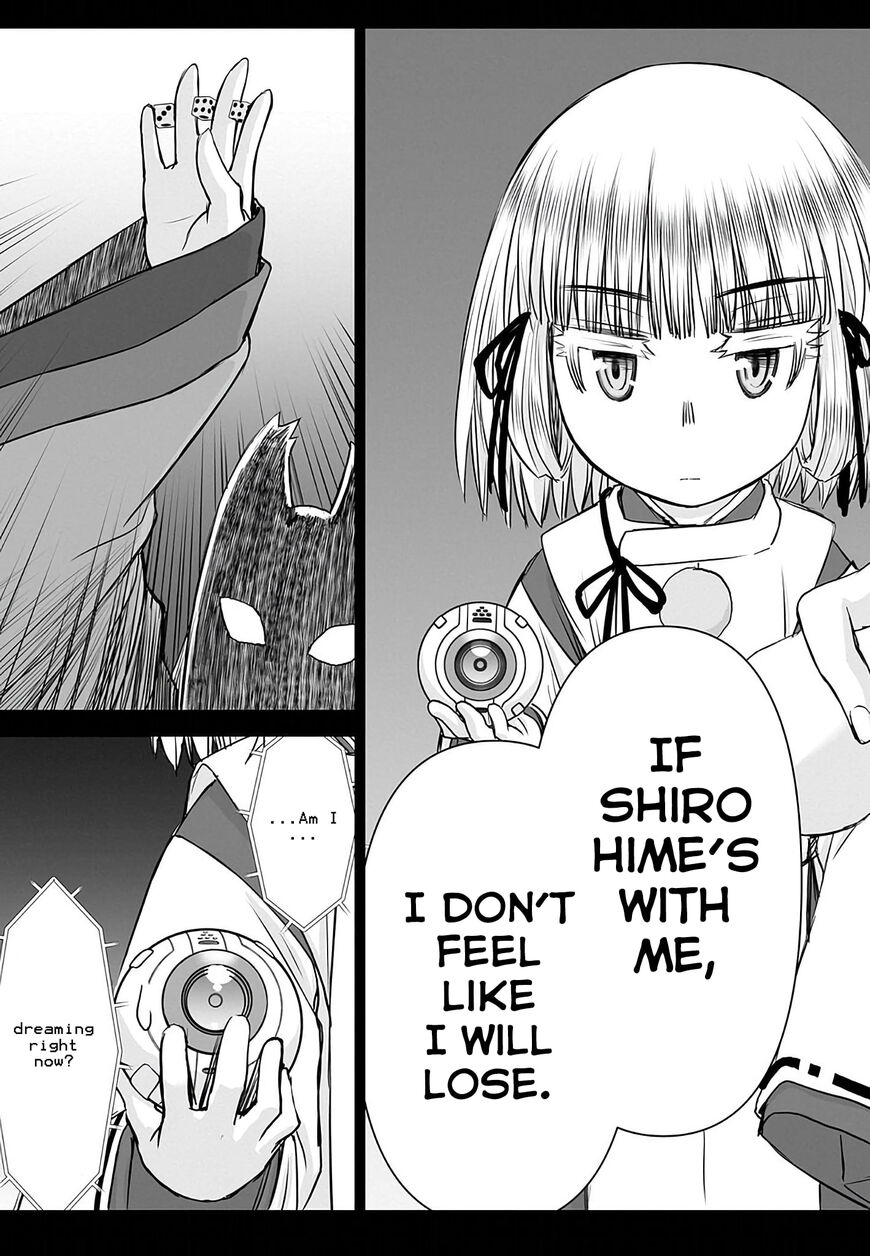 IF
SHIRO
HIME'S
WITH
ME,
I DON'T
FEEL
LIKE
I WILL
LOSE.
...Am I
...
dreaming
right
now?